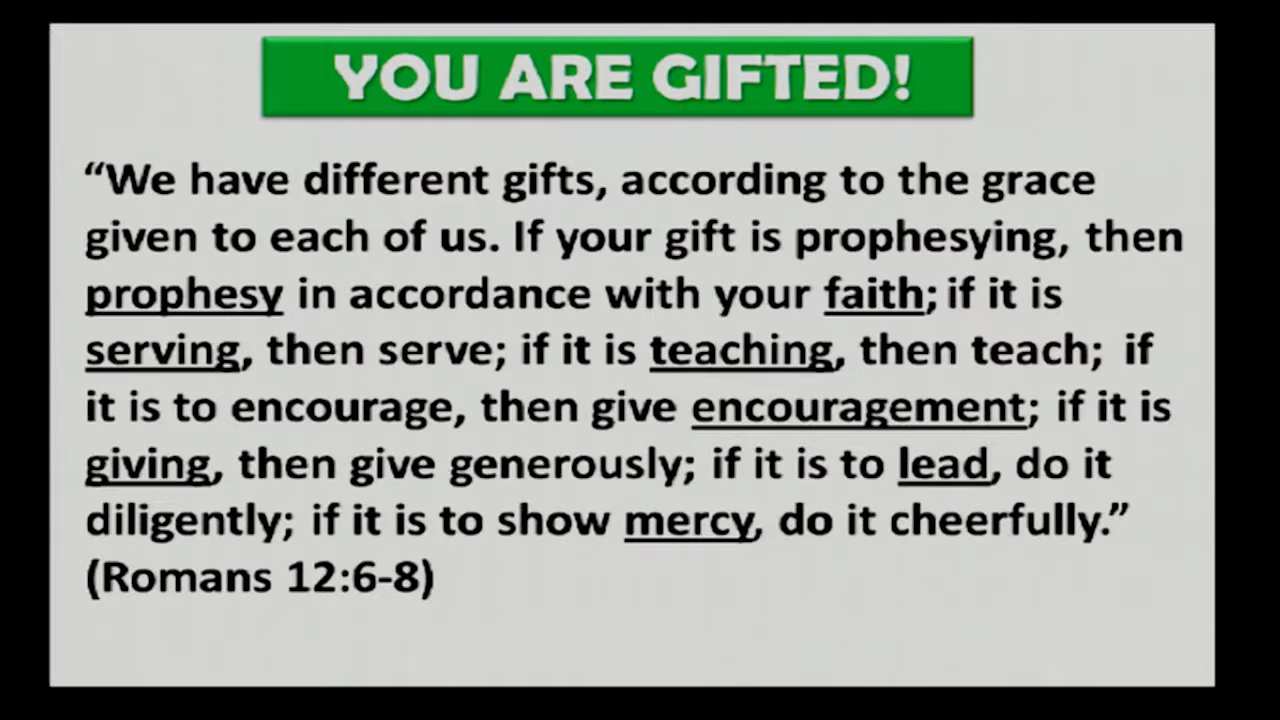 YOU ARE GIFTED!
“We have different gifts, according to the grace
given to each of us. If your gift is prophesying, then
prophesy in accordance with your faith; if it is
serving, then serve; if it is teaching, then teach; if
it is to encourage, then give encouragement; if it is
giving, then give generously; if it is to lead, do it
diligently; if it is to show mercy, do it cheerfully.”
(Romans 12:6-8)